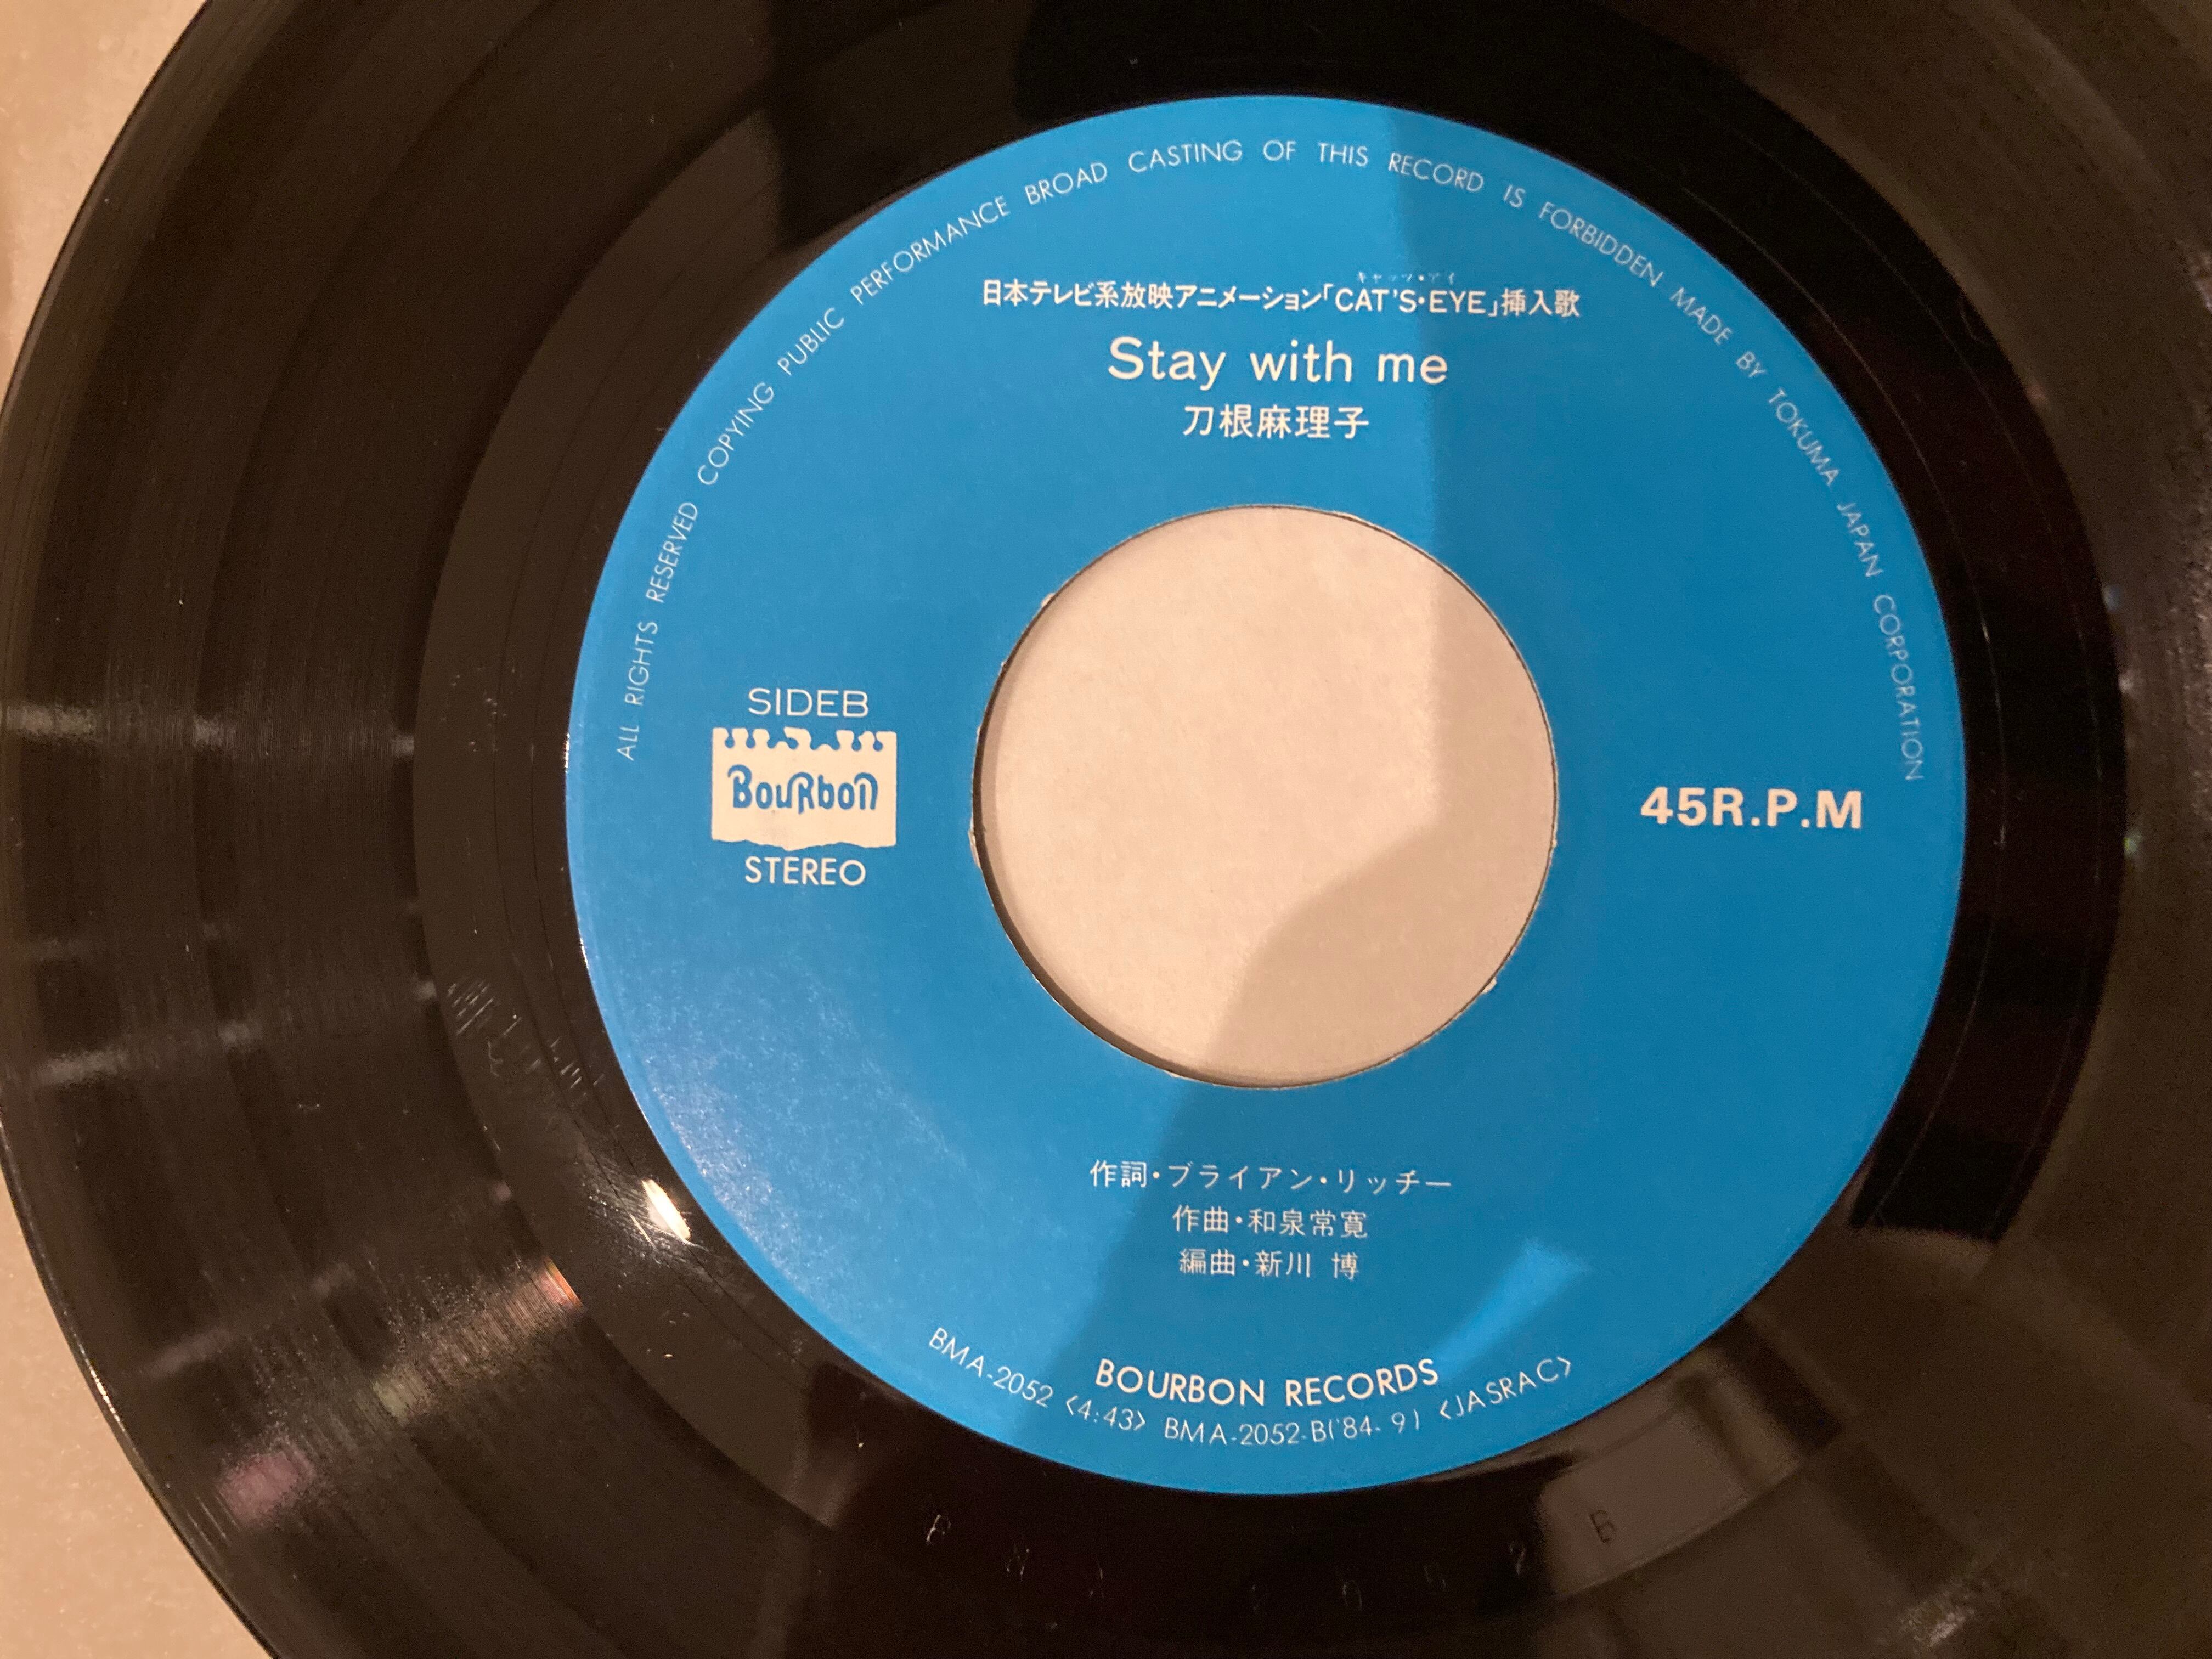 ALL RIGHTS RESERVED COPYING PUBLIC PERFORMANCE BROAD CASTING OF THIS RECORD IS FORBIDDEN MADE BY TOKUMA JAPAN CORPORATION
キャッツ・アイ
日本テレビ系放映アニメーション「CAT'S・EYE」挿入歌
Stay with me
刀根麻理子
SIDEB
BouRbon
STEREO
45R.P.M
作詞・ブライアン・リッチー
作曲・和泉常寛
編曲・新川 博
BOURBON RECORDS
BMA-2052 〈4:43〉 BMA-2052-B('84-9) 〈JASRAC〉